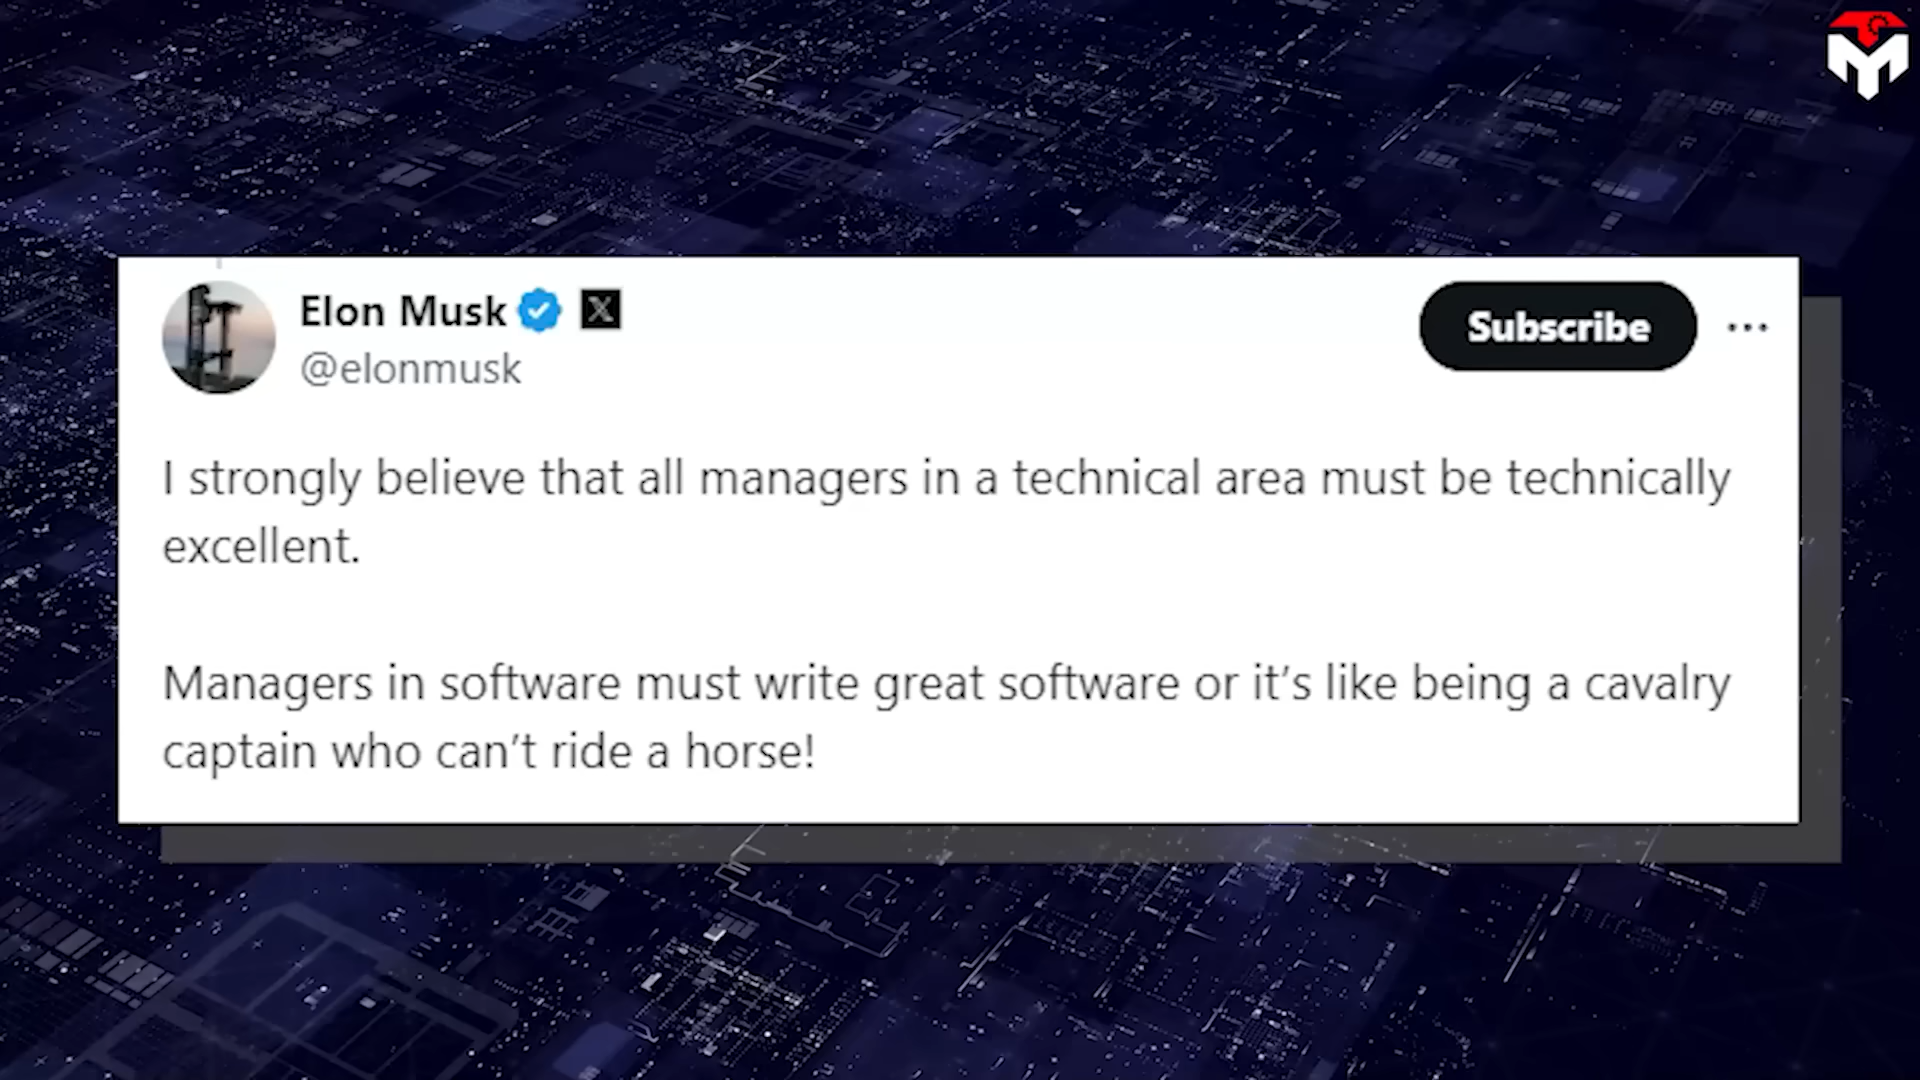 Elon Musk
@elonmusk
Subscribe
I strongly believe that all managers in a technical area must be technically
excellent.
Managers in software must write great software or it’s like being a cavalry
captain who can’t ride a horse!